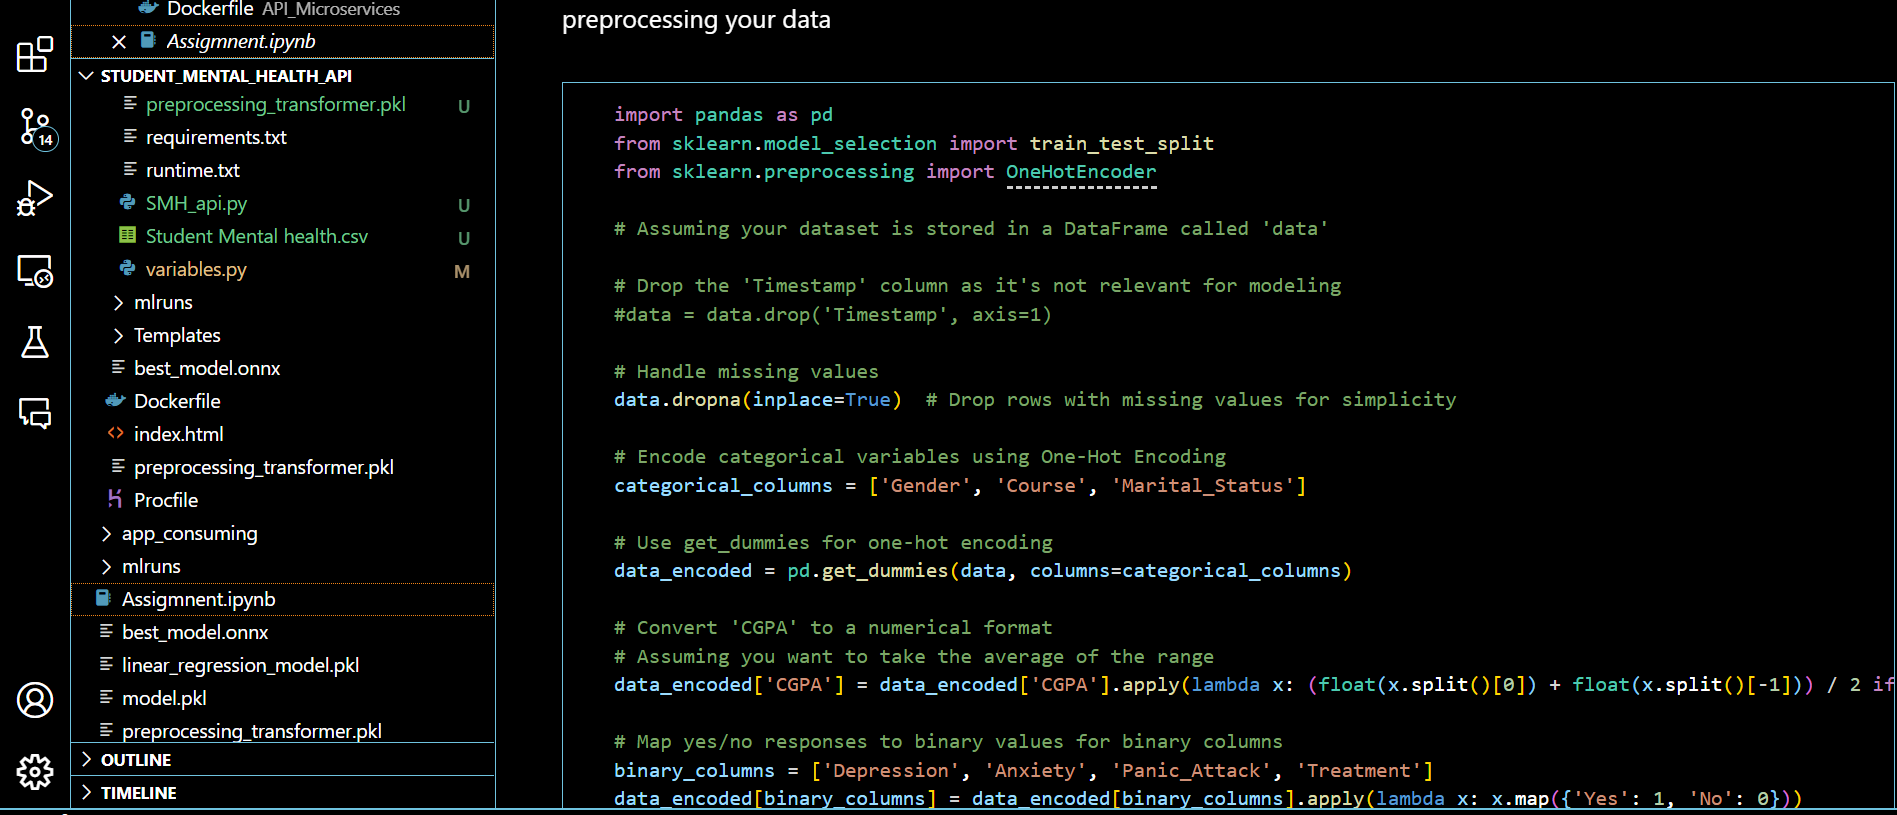 Dockerfile API_Microservices
Assigmnent.ipynb
STUDENT_MENTAL_HEALTH_API
preprocessing_transformer.pkl U
requirements.txt
runtime.txt
SMH_api.py U
Student Mental health.csv U
variables.py M
mlruns
Templates
best_model.onnx
Dockerfile
index.html
preprocessing_transformer.pkl
Procfile
app_consuming
mlruns
Assigmnent.ipynb
best_model.onnx
linear_regression_model.pkl
model.pkl
preprocessing_transformer.pkl
OUTLINE
TIMELINE
14
preprocessing your data
import pandas as pd
from sklearn.model_selection import train_test_split
from sklearn.preprocessing import OneHotEncoder
# Assuming your dataset is stored in a DataFrame called 'data'
# Drop the 'Timestamp' column as it's not relevant for modeling
#data = data.drop('Timestamp', axis=1)
# Handle missing values
data.dropna(inplace=True)  # Drop rows with missing values for simplicity
# Encode categorical variables using One-Hot Encoding
categorical_columns = ['Gender', 'Course', 'Marital_Status']
# Use get_dummies for one-hot encoding
data_encoded = pd.get_dummies(data, columns=categorical_columns)
# Convert 'CGPA' to a numerical format
# Assuming you want to take the average of the range
data_encoded['CGPA'] = data_encoded['CGPA'].apply(lambda x: (float(x.split()[0]) + float(x.split()[-1])) / 2 if
# Map yes/no responses to binary values for binary columns
binary_columns = ['Depression', 'Anxiety', 'Panic_Attack', 'Treatment']
data_encoded[binary_columns] = data_encoded[binary_columns].apply(lambda x: x.map({'Yes': 1, 'No': 0}))